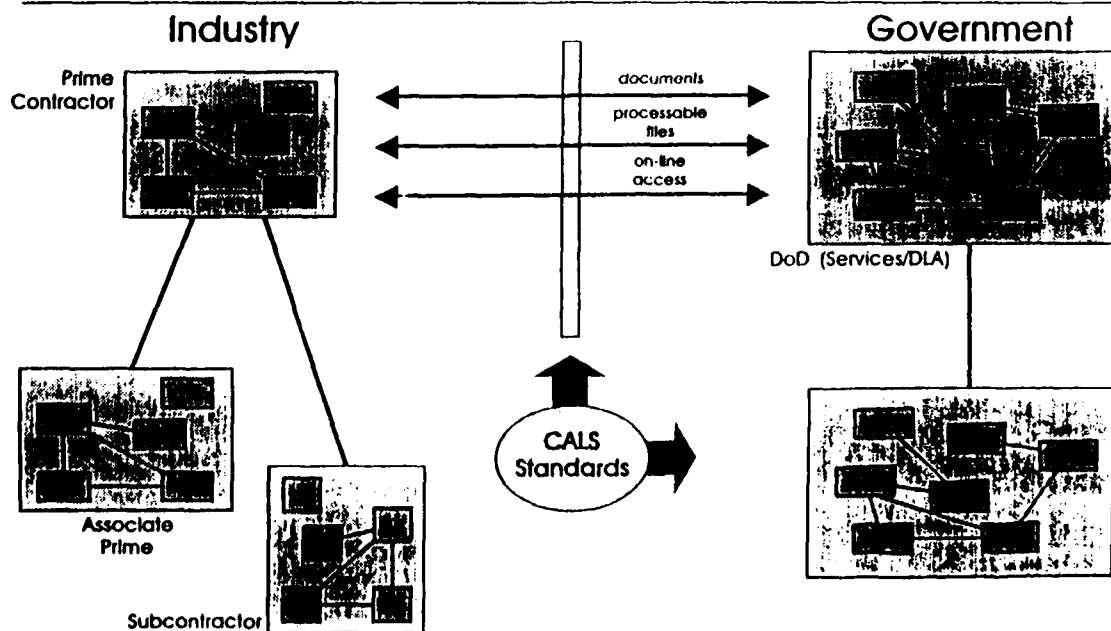 Industry
Government
Prime
Contractor
documents
processable
files
on-line
access
DoD (Services/DLA)
CALS
Standards
Associate
Prime
Subcontractor